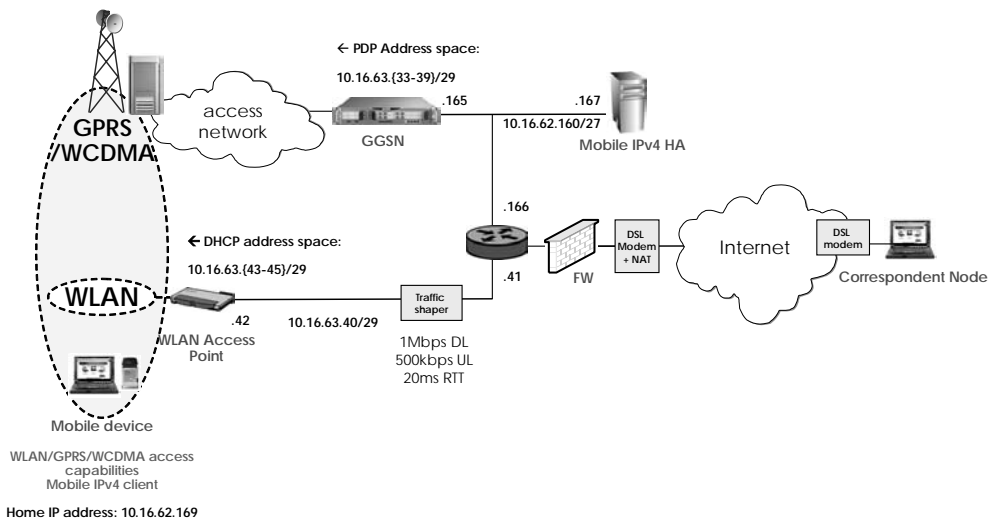 ← PDP Address space:
10.16.63.{33-39}/29
access
network
.165
.167
10.16.62.160/27
GPRS
/WCDMA
GGSN
Mobile IPv4 HA
.166
← DHCP address space:
10.16.63.{43-45}/29
DSL
Modem
+ NAT
Internet
DSL
modem
FW
.41
Correspondent Node
WLAN
Traffic
shaper
.42
10.16.63.40/29
WLAN Access
Point
1Mbps DL
500kbps UL
20ms RTT
Mobile device
WLAN/GPRS/WCDMA access
capabilities
Mobile IPv4 client
Home IP address: 10.16.62.169